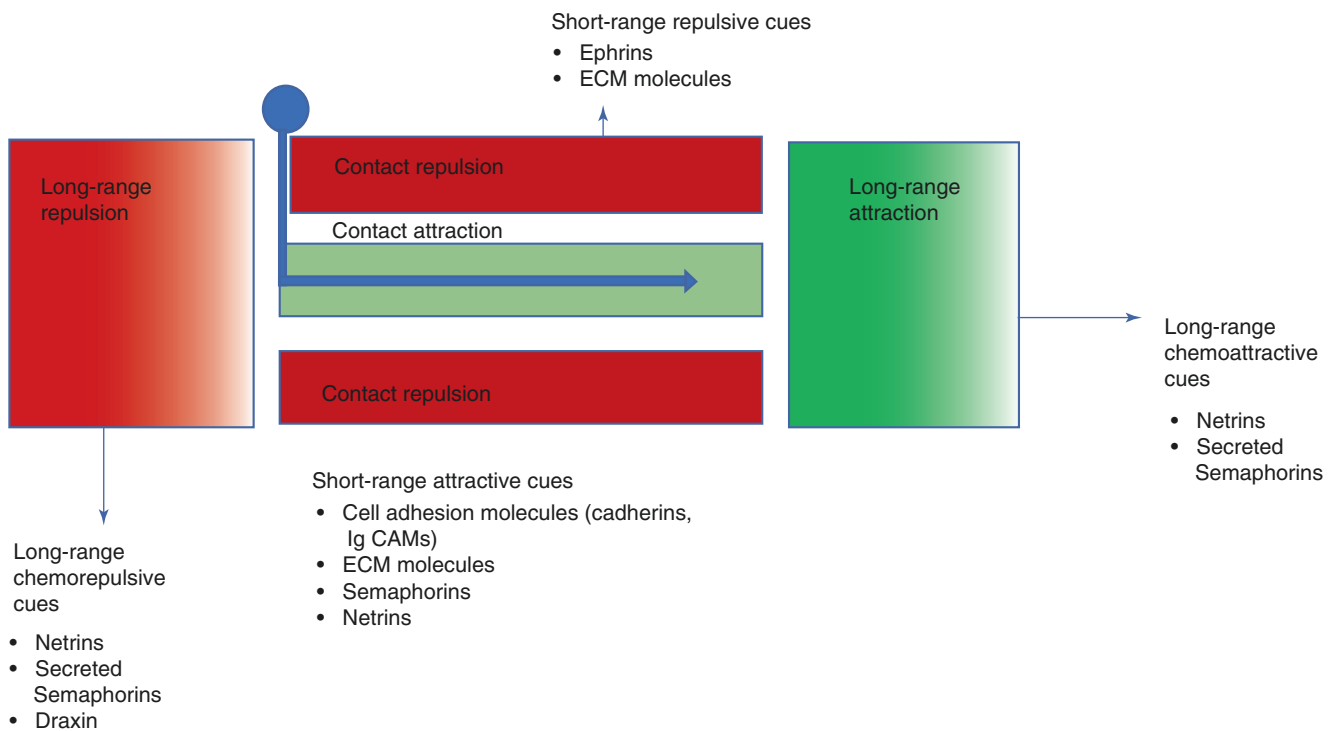 Short-range repulsive cues
• Ephrins
• ECM molecules
Long-range
repulsion
Contact repulsion
Contact attraction
Contact repulsion
Long-range
attraction
Long-range
chemoattractive
cues
• Netrins
• Secreted
Semaphorins
Short-range attractive cues
• Cell adhesion molecules (cadherins,
Ig CAMs)
• ECM molecules
• Semaphorins
• Netrins
Long-range
chemorepulsive
cues
• Netrins
• Secreted
Semaphorins
• Draxin